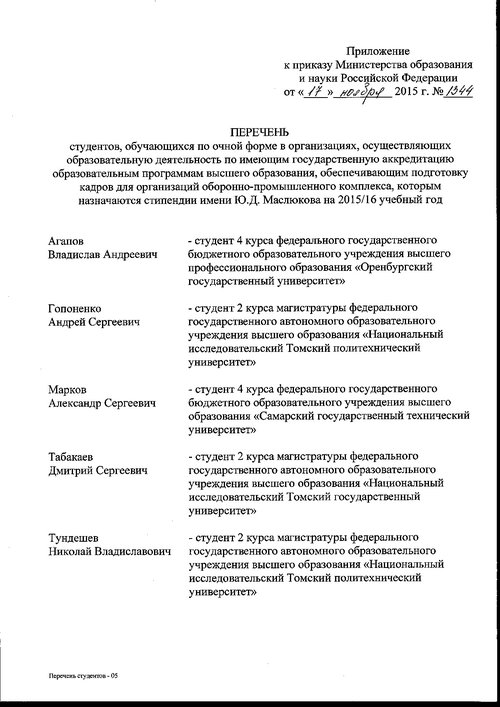 Приложение
к приказу Министерства образования
и науки Российской Федерации
от « 17 » ноября 2015 г. № 1344
ПЕРЕЧЕНЬ
студентов, обучающихся по очной форме в организациях, осуществляющих
образовательную деятельность по имеющим государственную аккредитацию
образовательным программам высшего образования, обеспечивающим подготовку
кадров для организаций оборонно-промышленного комплекса, которым
назначаются стипендии имени Ю.Д. Маслюкова на 2015/16 учебный год
Агапов
Владислав Андреевич
- студент 4 курса федерального государственного
бюджетного образовательного учреждения высшего
профессионального образования «Оренбургский
государственный университет»
Гопоненко
Андрей Сергеевич
- студент 2 курса магистратуры федерального
государственного автономного образовательного
учреждения высшего образования «Национальный
исследовательский Томский политехнический
университет»
Марков
Александр Сергеевич
- студент 4 курса федерального государственного
бюджетного образовательного учреждения высшего
образования «Самарский государственный технический
университет»
Табакаев
Дмитрий Сергеевич
- студент 2 курса магистратуры федерального
государственного автономного образовательного
учреждения высшего образования «Национальный
исследовательский Томский государственный
университет»
Тундешев
Николай Владиславович
- студент 2 курса магистратуры федерального
государственного автономного образовательного
учреждения высшего образования «Национальный
исследовательский Томский политехнический
университет»
Перечень студентов - 05